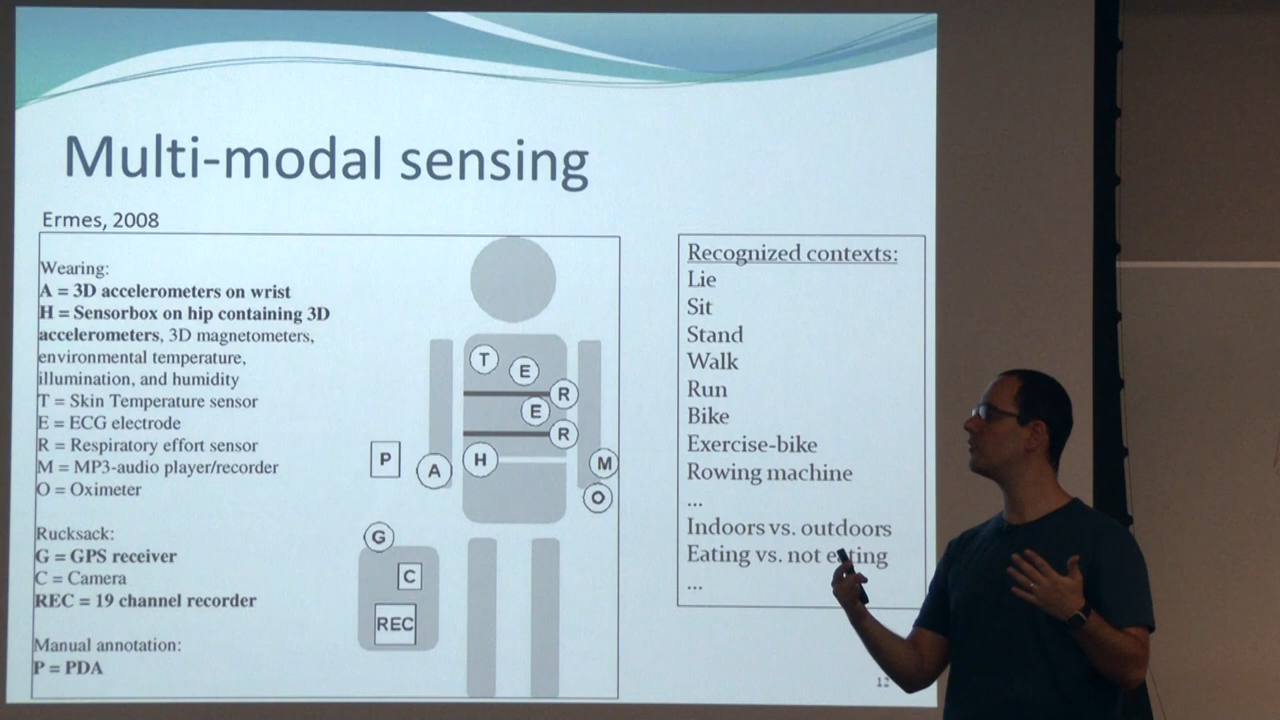 Multi-modal sensing
Ermes, 2008
Wearing:
A = 3D accelerometers on wrist
H = Sensorbox on hip containing 3D
accelerometers, 3D magnetometers,
environmental temperature,
illumination, and humidity
T = Skin Temperature sensor
E = ECG electrode
R = Respiratory effort sensor
M = MP3-audio player/recorder
O = Oximeter
Rucksack:
G = GPS receiver
C = Camera
REC = 19 channel recorder
Manual annotation:
P = PDA
T
E
R
E
R
P
A
H
M
O
G
C
REC
Recognized contexts:
Lie
Sit
Stand
Walk
Run
Bike
Exercise-bike
Rowing machine
...
Indoors vs. outdoors
Eating vs. not eating
...
12